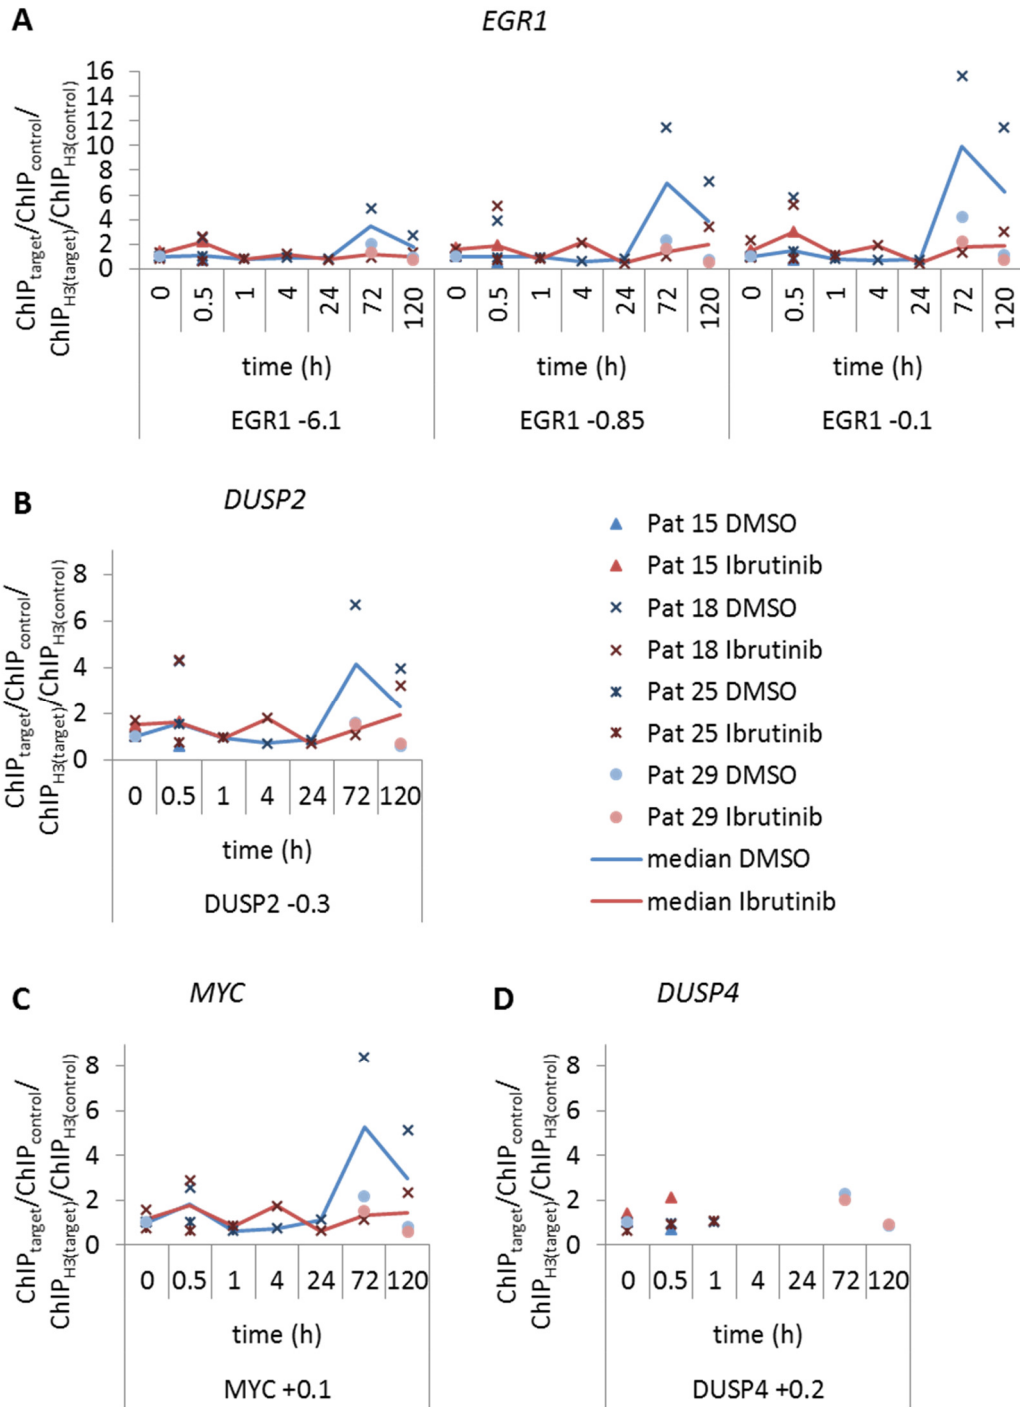 A
EGR1
ChIPtarget/ChIPcontrol/
ChIPH3(target)/ChIPH3(control)
16
14
12
10
8
6
4
2
0
0 0.5 1 4 24 72 120 0 0.5 1 4 24 72 120 0 0.5 1 4 24 72 120
time (h) time (h) time (h)
EGR1 -6.1 EGR1 -0.85 EGR1 -0.1
B
DUSP2
ChIPtarget/ChIPcontrol/
ChIPH3(target)/ChIPH3(control)
8
6
4
2
0
0 0.5 1 4 24 72 120
time (h)
DUSP2 -0.3
Pat 15 DMSO
Pat 15 Ibrutinib
Pat 18 DMSO
Pat 18 Ibrutinib
Pat 25 DMSO
Pat 25 Ibrutinib
Pat 29 DMSO
Pat 29 Ibrutinib
median DMSO
median Ibrutinib
C
MYC
ChIPtarget/ChIPcontrol/
ChIPH3(target)/ChIPH3(control)
8
6
4
2
0
0 0.5 1 4 24 72 120
time (h)
MYC +0.1
D
DUSP4
ChIPtarget/ChIPcontrol/
ChIPH3(target)/ChIPH3(control)
8
6
4
2
0
0 0.5 1 4 24 72 120
time (h)
DUSP4 +0.2